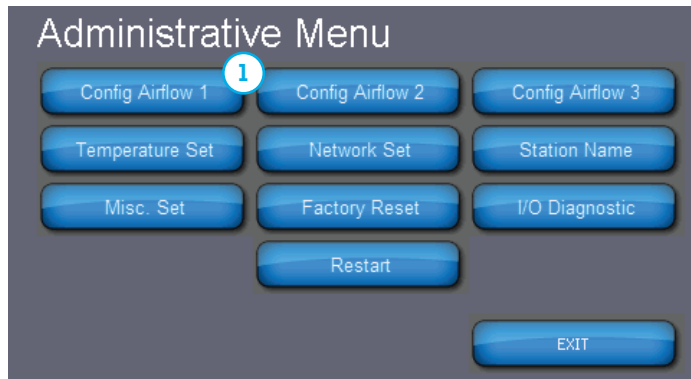 Administrative Menu
1
Config Airflow 1 Config Airflow 2 Config Airflow 3
Temperature Set Network Set Station Name
Misc. Set Factory Reset I/O Diagnostic
Restart
EXIT